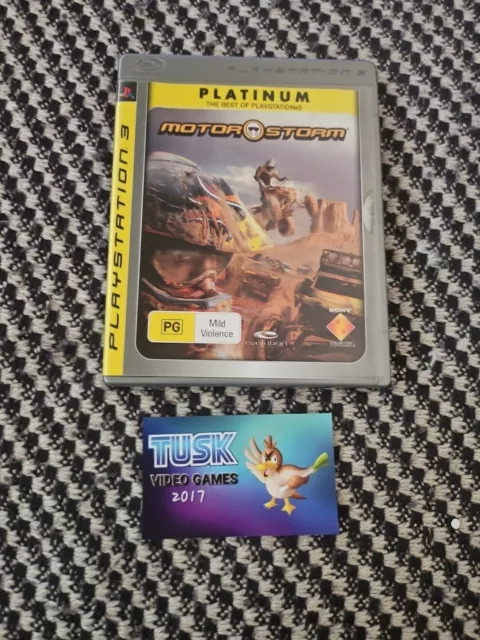 PLAYSTATION 3
PLAYSTATION 3
PLATINUM
THE BEST OF PLAYSTATION®3
MOTORSTORM
PG
Mild
Violence
evolution
SONY
TUSK
VIDEO GAMES
2017